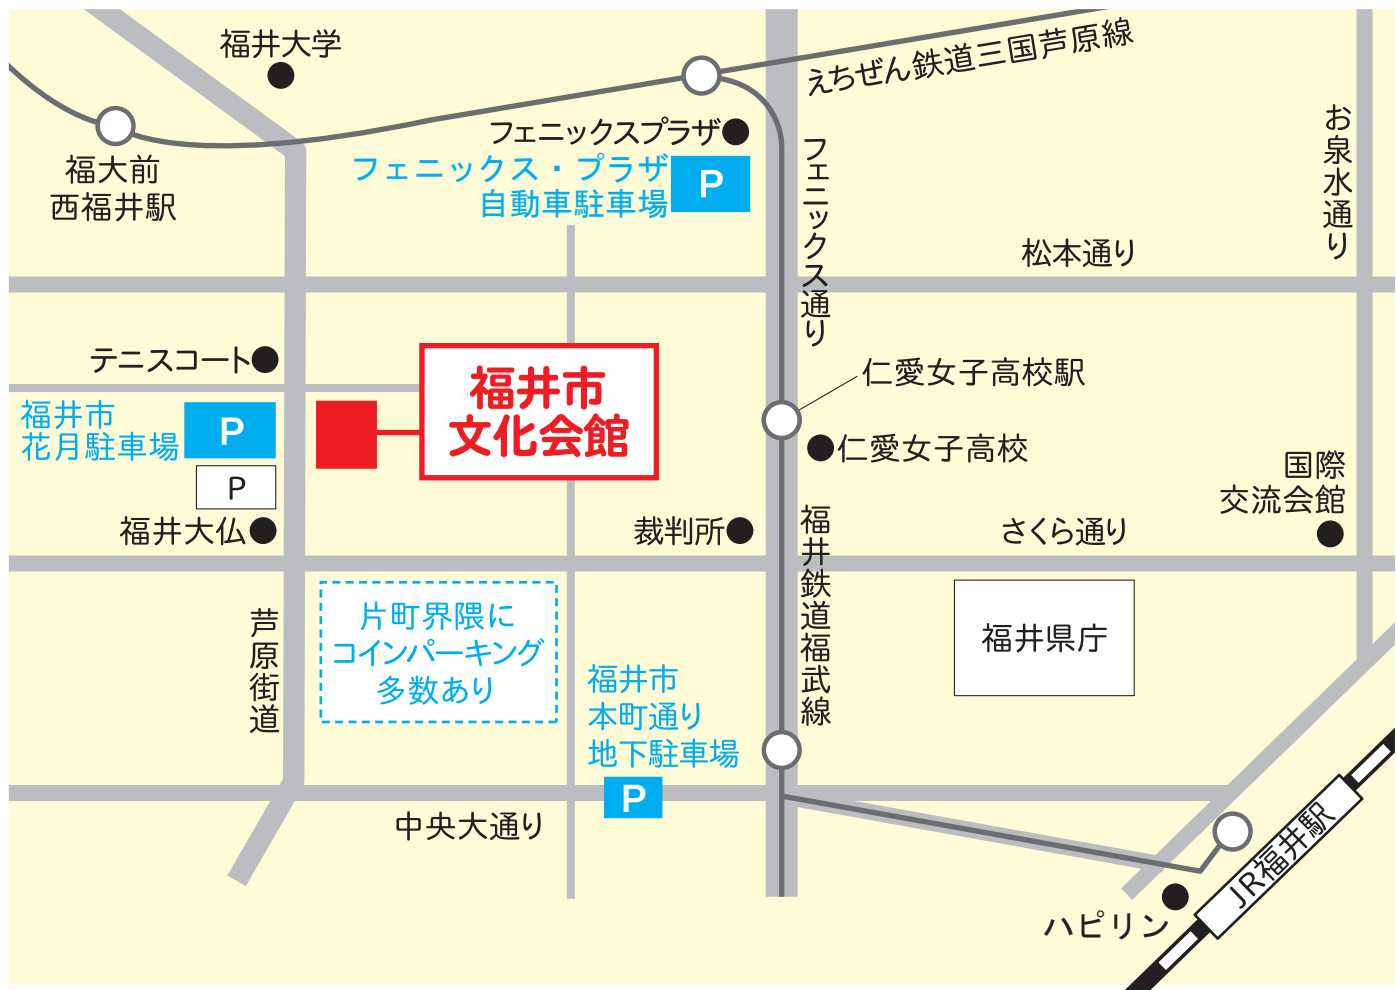 福井大学
えちぜん鉄道三国芦原線
フェニックスプラザ
フェニックス・プラザ
自動車駐車場
P
福大前
西福井駅
フェニックス通り
お泉水通り
松本通り
テニスコート
福井市
文化会館
仁愛女子高校駅
福井市
花月駐車場
P
P
仁愛女子高校
国際
交流会館
福井大仏
裁判所
さくら通り
福井鉄道福武線
片町界隈に
コインパーキング
多数あり
芦原街道
福井県庁
福井市
本町通り
地下駐車場
P
中央大通り
JR福井駅
ハピリン